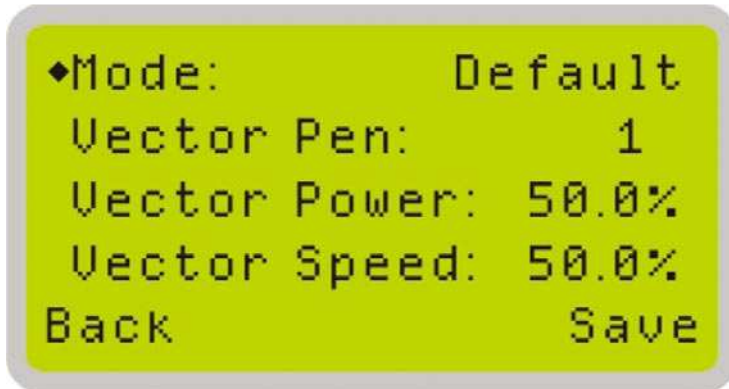 ◆Mode: Default
Vector Pen: 1
Vector Power: 50.0%
Vector Speed: 50.0%
Back Save